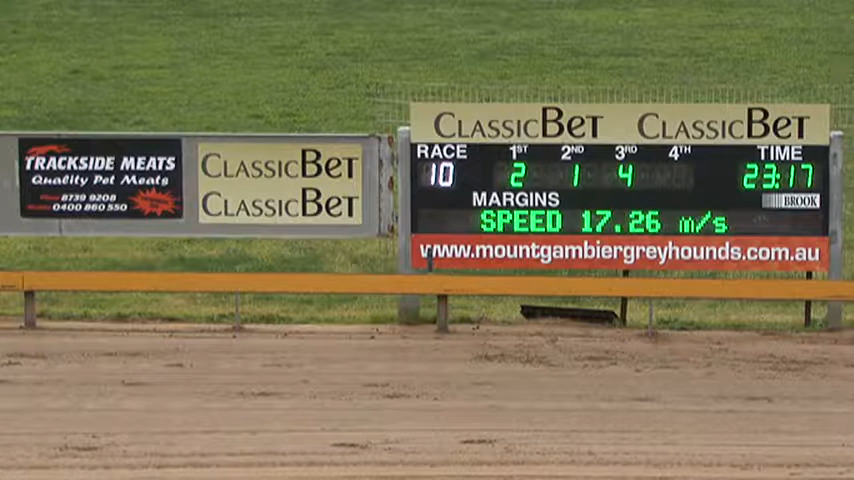 TRACKSIDE MEATS
Quality Pet Meats
8739 9208
0400 860 550
CLASSICBET
CLASSICBET
CLASSICBET CLASSICBET
RACE 1ST 2ND 3RD 4TH TIME
10 2 1 4 23:17
MARGINS BROOK
SPEED 17.26 m/s
www.mountgambiergreyhounds.com.au